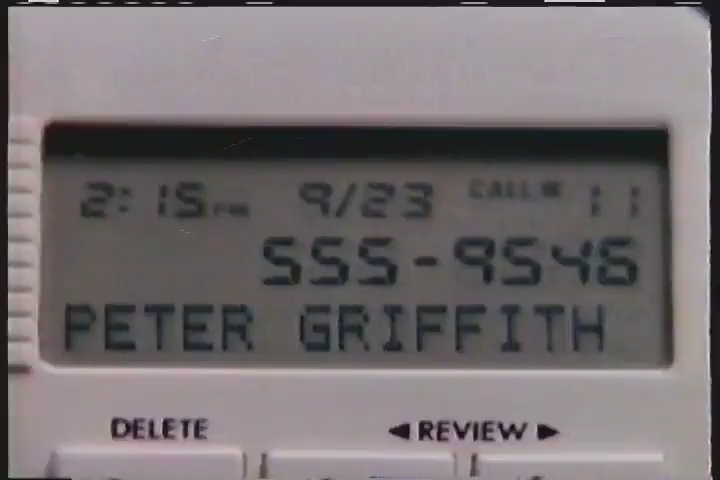 2:15PM 9/23 CALL# 11
555-9546
PETER GRIFFITH
DELETE ◄ REVIEW ►